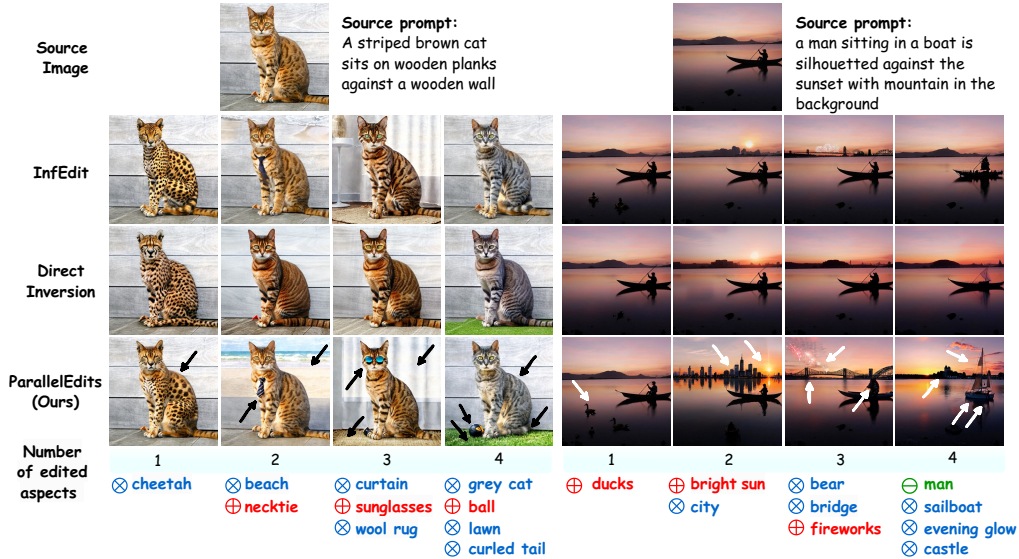 Source Image
Source prompt:
A striped brown cat
sits on wooden planks
against a wooden wall
Source prompt:
a man sitting in a boat is
silhouetted against the
sunset with mountain in the
background
InfEdit
Direct
Inversion
ParallelEdits
(Ours)
Number
of edited
aspects
1
2
3
4
1
2
3
4
cheetah
beach
necktie
curtain
sunglasses
wool rug
grey cat
ball
lawn
curled tail
ducks
bright sun
city
bear
bridge
fireworks
man
sailboat
evening glow
castle